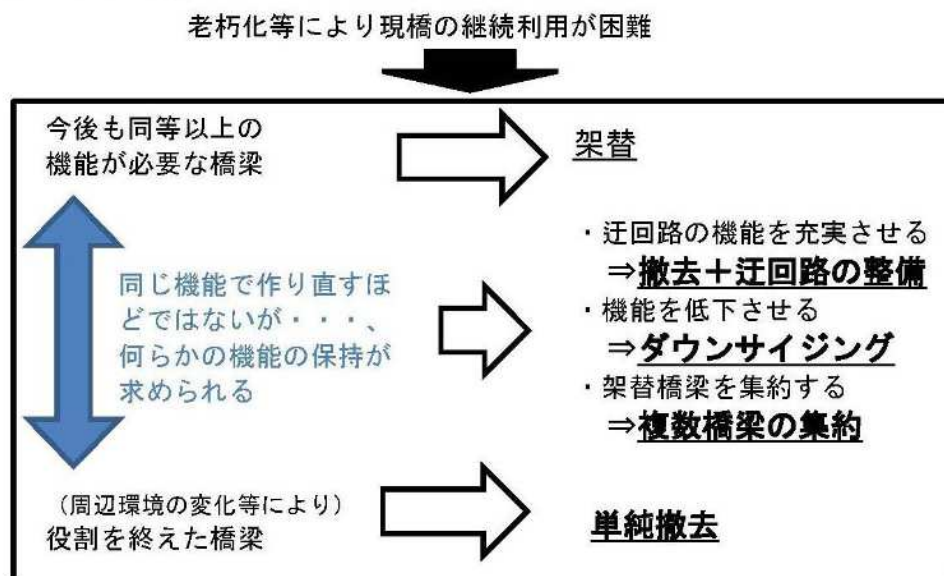 老朽化等により現橋の継続利用が困難
今後も同等以上の
機能が必要な橋梁
架替
同じ機能で作り直すほ
どではないが・・・、
何らかの機能の保持が
求められる
・迂回路の機能を充実させる
⇒撤去＋迂回路の整備
・機能を低下させる
⇒ダウンサイジング
・架替橋梁を集約する
⇒複数橋梁の集約
（周辺環境の変化等により）
役割を終えた橋梁
単純撤去